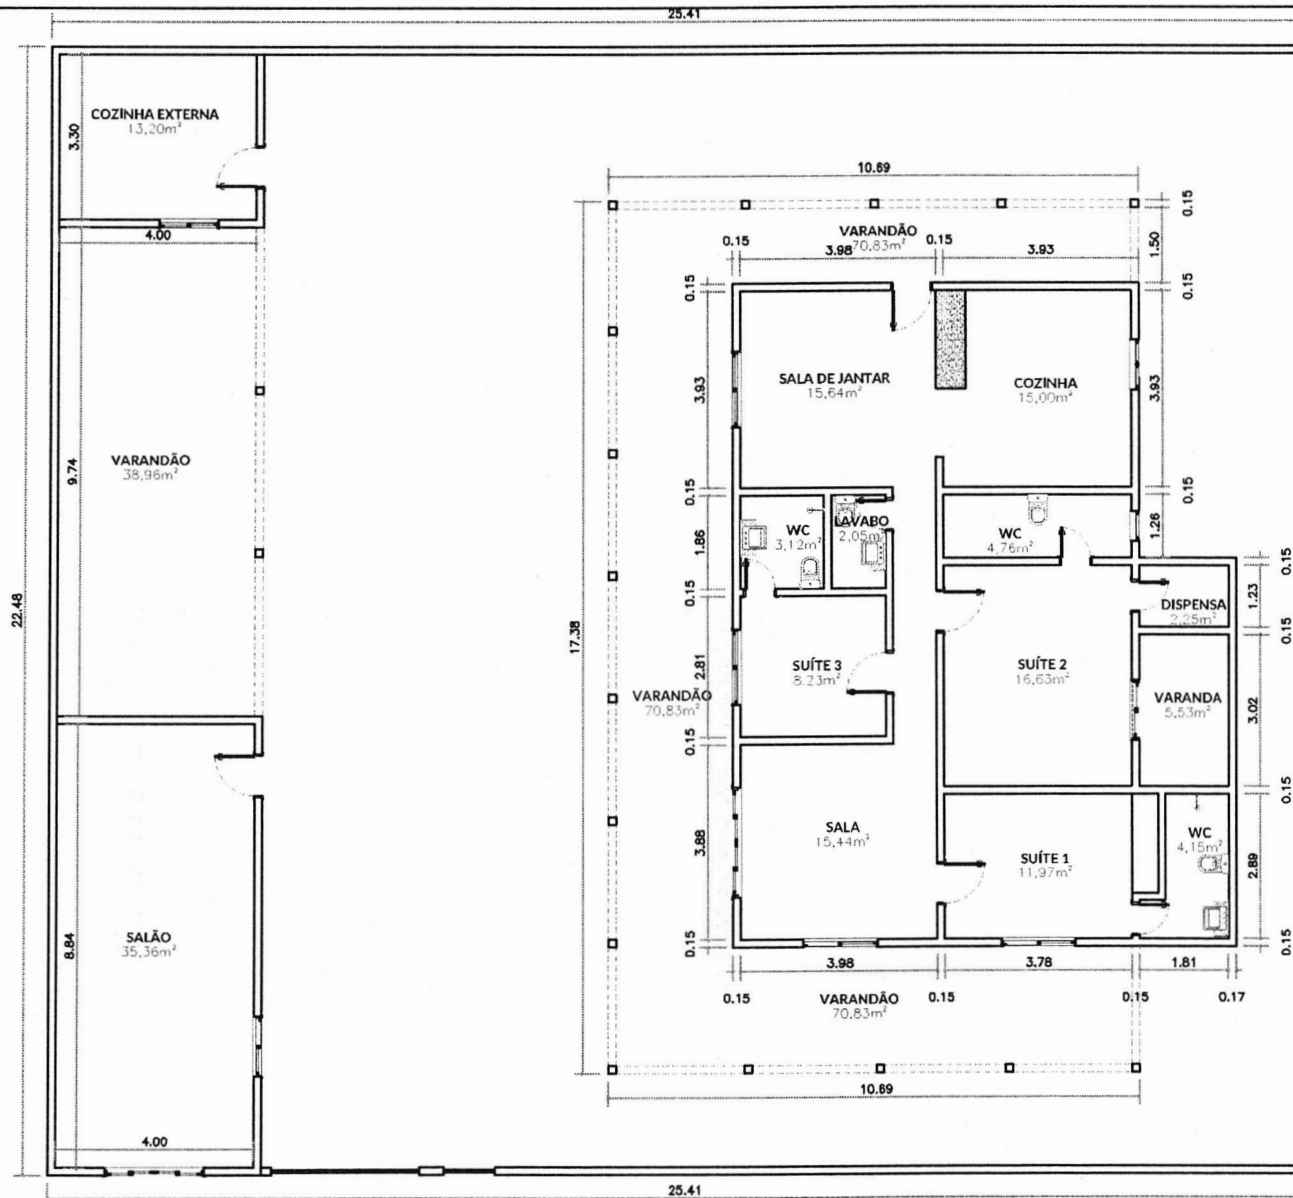 25.41
COZINHA EXTERNA
13,20m²
3.30
4.00
10.69
0.15
VARANDÃO
70,83m²
0.15
3.98
0.15
3.93
1.50
0.15
0.15
3.93
SALA DE JANTAR
15,64m²
COZINHA
15,00m²
3.93
VARANDÃO
38,96m²
9.74
0.15
0.15
1.86
WC
3,12m²
LAVABO
2,05m²
WC
4,76m²
1.26
0.15
22.48
17.38
0.15
DISPENSA
2,25m²
1.23
0.15
2.81
SUÍTE 3
8.23m²
SUÍTE 2
16,63m²
VARANDÃO
70,83m²
VARANDA
5,53m²
3.02
0.15
0.15
3.88
SALA
15,44m²
SUÍTE 1
11,97m²
WC
4,15m²
2.89
SALÃO
35,36m²
8.84
0.15
0.15
3.98
3.78
1.81
0.15
VARANDÃO
70.83m²
0.15
0.15
0.17
10.69
4.00
25.41